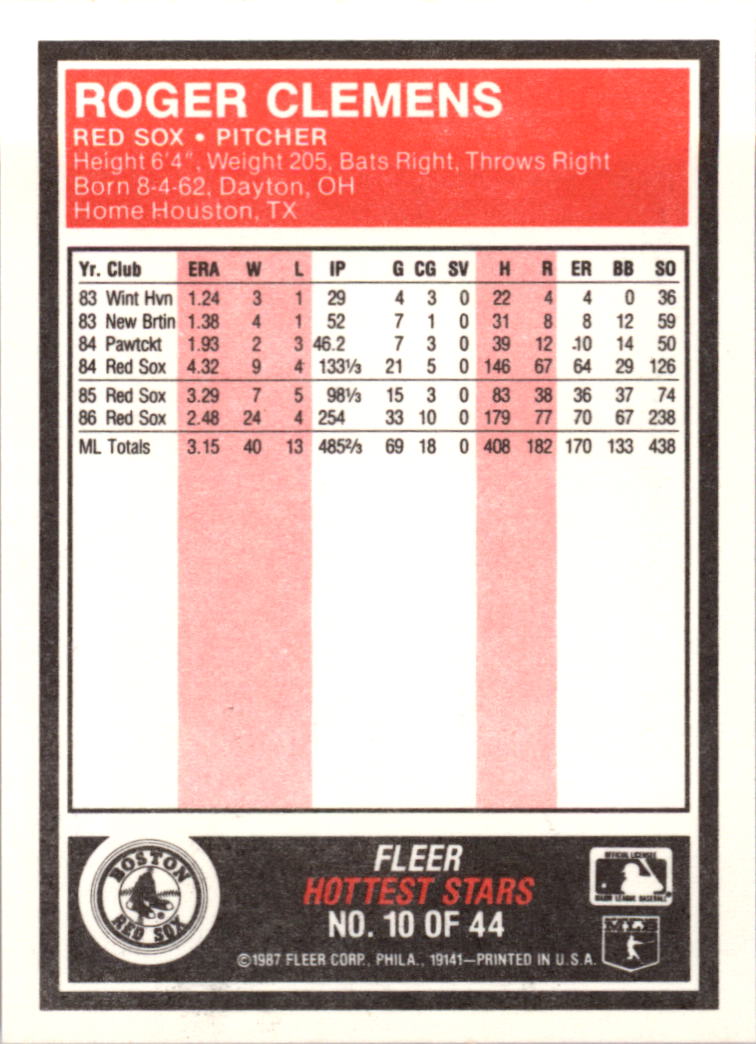 ROGER CLEMENS
RED SOX • PITCHER
Height 6'4", Weight 205, Bats Right, Throws Right
Born 8-4-62, Dayton, OH
Home Houston, TX
Yr. Club ERA W L IP G CG SV H R ER BB SO
83 Wint Hvn 1.24 3 1 29 4 3 0 22 4 4 0 36
83 New Brtin 1.38 4 1 52 7 1 0 31 8 8 12 59
84 Pawtckt 1.93 2 3 46.2 7 3 0 39 12 .10 14 50
84 Red Sox 4.32 9 4 133⅓ 21 5 0 146 67 64 29 126
85 Red Sox 3.29 7 5 98⅓ 15 3 0 83 38 36 37 74
86 Red Sox 2.48 24 4 254 33 10 0 179 77 70 67 238
ML Totals 3.15 40 13 485⅔ 69 18 0 408 182 170 133 438
BOSTON
RED SOX
FLEER
HOTTEST STARS
NO. 10 OF 44
©1987 FLEER CORP., PHILA., 19141—PRINTED IN U.S.A.
OFFICIAL LICENSEE
MAJOR LEAGUE BASEBALL
MLB